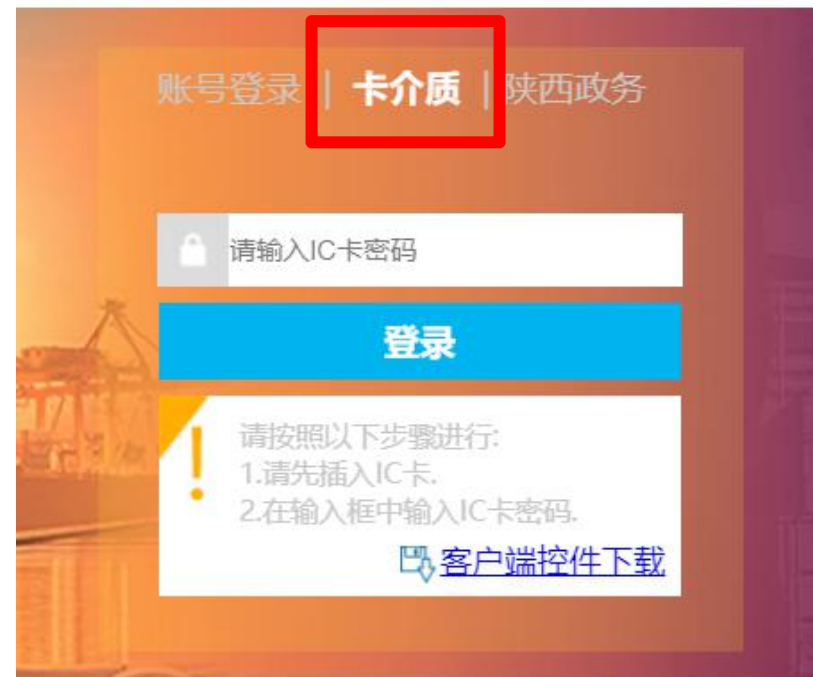 账号登录 | 卡介质 | 陕西政务
请输入IC卡密码
登录
请按照以下步骤进行:
1.请先插入IC卡.
2.在输入框中输入IC卡密码.
客户端控件下载